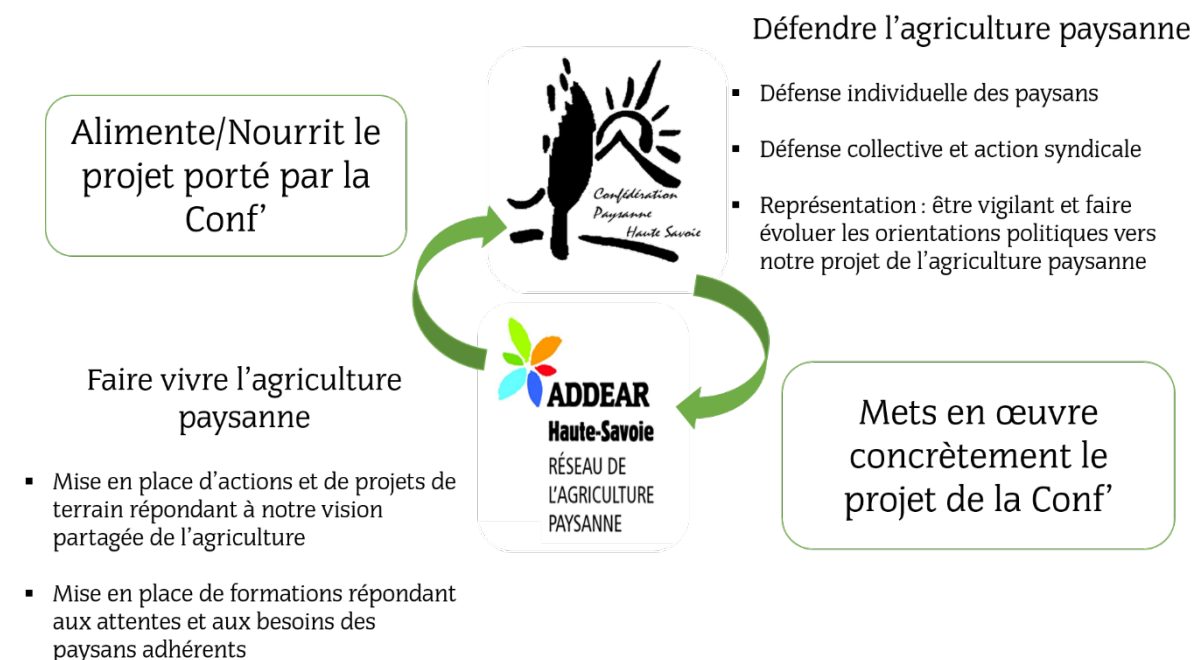 Défendre l’agriculture paysanne
▪ Défense individuelle des paysans
▪ Défense collective et action syndicale
▪ Représentation : être vigilant et faire
évoluer les orientations politiques vers
notre projet de l’agriculture paysanne
Alimente/Nourrit le
projet porté par la
Conf’
Confédération
Paysanne
Haute Savoie
ADDEAR
Haute-Savoie
RÉSEAU DE
L’AGRICULTURE
PAYSANNE
Faire vivre l’agriculture
paysanne
▪ Mise en place d’actions et de projets de
terrain répondant à notre vision
partagée de l’agriculture
▪ Mise en place de formations répondant
aux attentes et aux besoins des
paysans adhérents
Mets en œuvre
concrètement le
projet de la Conf’